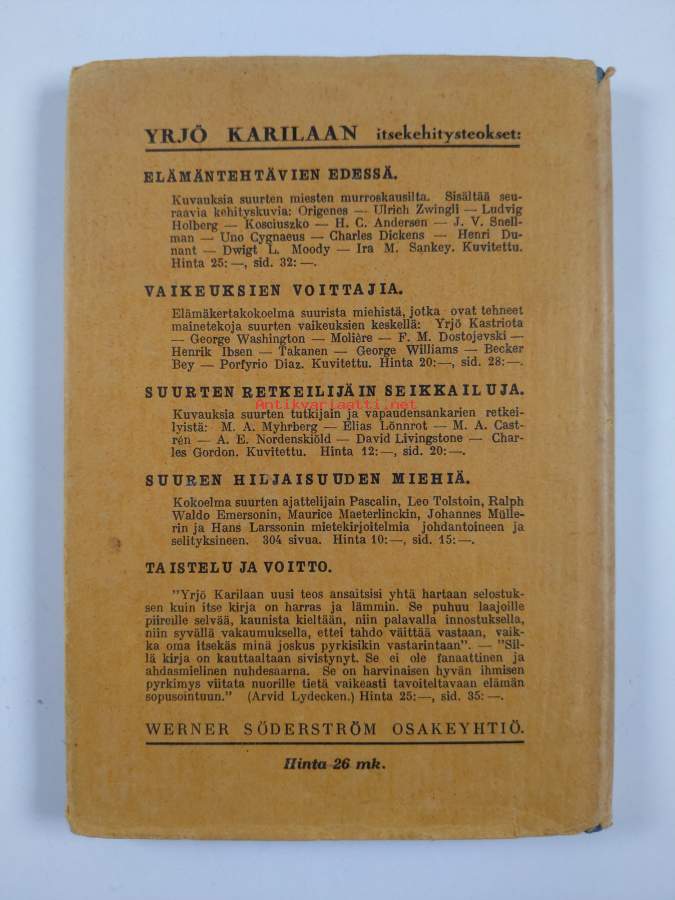 YRJÖ KARILAAN itsekehitysteokset:
ELÄMÄNTEHTÄVIEN EDESSÄ.
Kuvauksia suurten miesten murroskausilta. Sisältää seu-
raavia kehityskuvia: Origenes — Ulrich Zwingli — Ludvig
Holberg — Kosciuszko — H. C. Andersen — J. V. Snell-
man — Uno Cygnaeus — Charles Dickens — Henri Du-
nant — Dwigt L. Moody — Ira M. Sankey. Kuvitettu.
Hinta 25: —, sid. 32: —.
VAIKEUKSIEN VOITTAJIA.
Elämäkertakokoelma suurista miehistä, jotka ovat tehneet
mainetekoja suurten vaikeuksien keskellä: Yrjö Kastriota
— George Washington — Molière — F. M. Dostojevski —
Henrik Ibsen — Takanen — George Williams — Becker
Bey — Porfyrio Diaz. Kuvitettu. Hinta 20: —, sid. 28: —.
SUURTEN RETKEILIJÄIN SEIKKAILUJA.
Antikvariaatti.net
Kuvauksia suurten tutkijain ja vapaudensankarien retkei-
lyistä: M. A. Myhrberg — Elias Lönnrot — M. A. Cast-
rén — A. E. Nordenskiöld — David Livingstone — Char-
les Gordon. Kuvitettu. Hinta 12: —, sid. 20: —.
SUUREN HILJAISUUDEN MIEHIÄ.
Kokoelma suurten ajattelijain Pascalin, Leo Tolstoin, Ralph
Waldo Emersonin, Maurice Maeterlinckin, Johannes Mülle-
rin ja Hans Larssonin mietekirjoitelmia johdantoineen ja
selityksineen. 304 sivua. Hinta 10: —, sid. 15: —.
TAISTELU JA VOITTO.
"Yrjö Karilaan uusi teos ansaitsisi yhtä hartaan selostuk-
sen kuin itse kirja on harras ja lämmin. Se puhuu laajoille
piireille selvää, kaunista kieltään, niin palavalla innostuksella,
niin syvällä vakaumuksella, ettei tahdo väittää vastaan, vaik-
ka oma itsekäs minä joskus pyrkisikin vastarintaan". — "Sil-
lä kirja on kauttaaltaan sivistynyt. Se ei ole fanaattinen ja
ahdasmielinen nuhdesaarna. Se on harvinaisen hyvän ihmisen
pyrkimys viitata nuorille tietä vaikeasti tavoiteltavaan elämän
sopusointuun." (Arvid Lydecken.) Hinta 25: —, sid. 35: —.
WERNER SÖDERSTRÖM OSAKEYHTIÖ.
Hinta 26 mk.